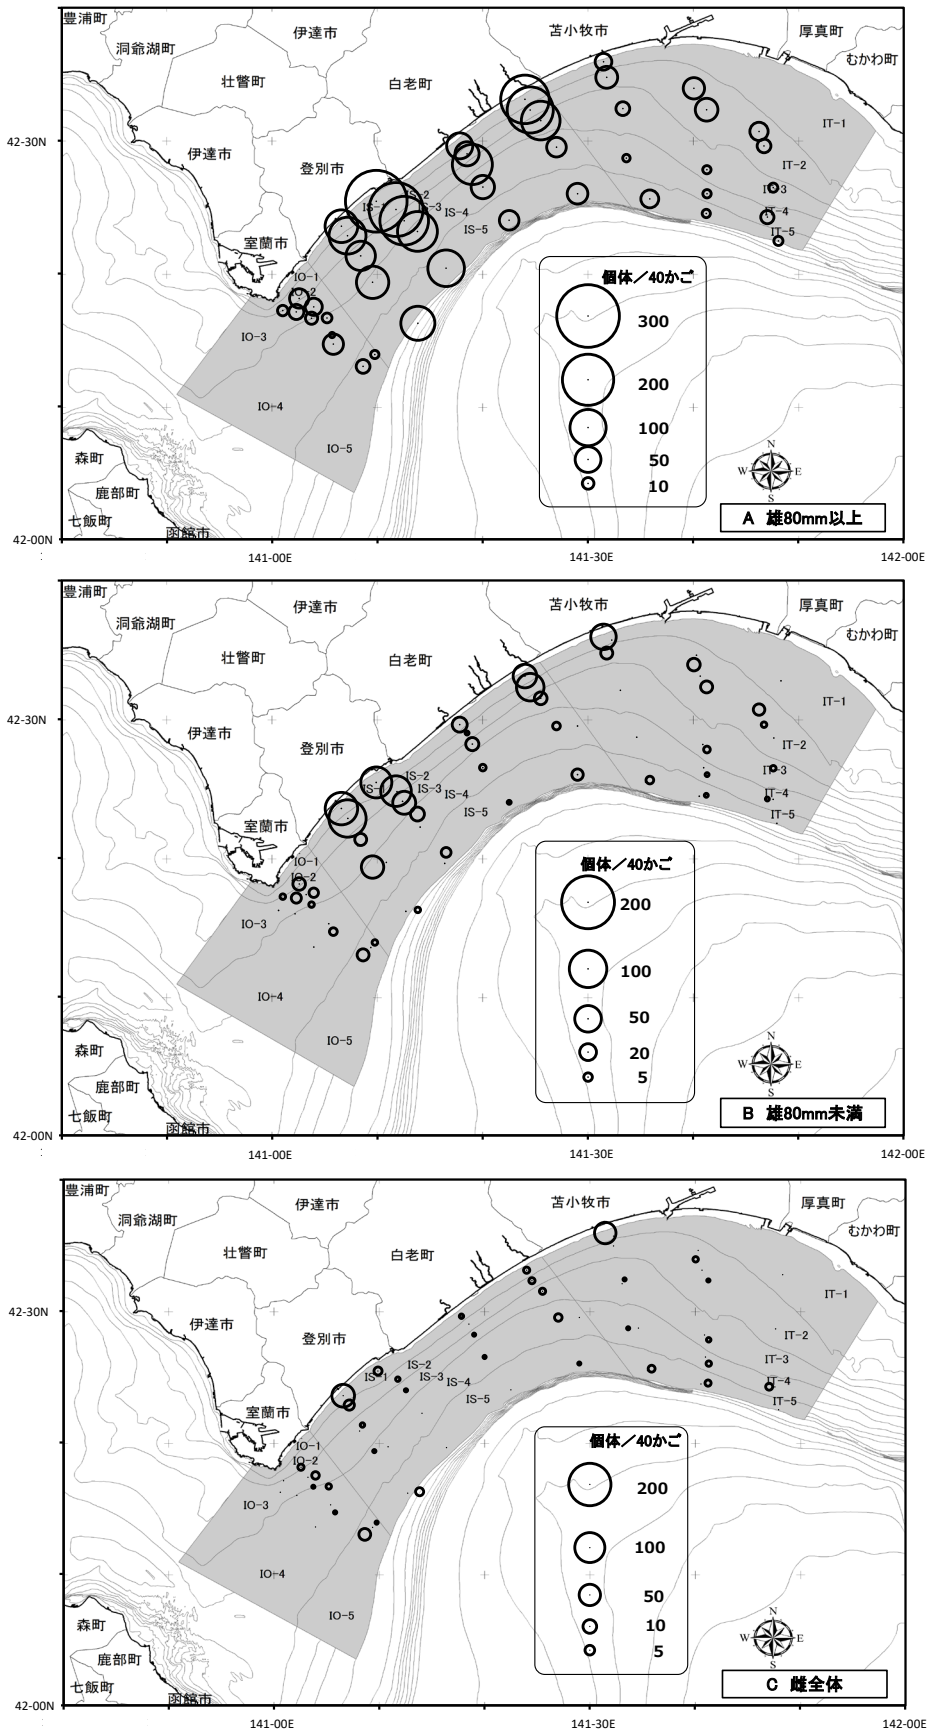 豊浦町
伊達市
苫小牧市
厚真町
洞爺湖町
むかわ町
壮瞥町
白老町
IT-1
42-30N
伊達市
登別市
IT-2
IT-3
IS-2
IS-1
IS-3
IS-4
IT-4
IS-5
IT-5
室蘭市
IO-1
IO-2
個体/40かご
300
IO-3
200
IO-4
100
IO-5
50
森町
10
N
W E
S
鹿部町
七飯町
函館市
A 雄80mm以上
42-00N
141-00E
141-30E
142-00E
豊浦町
伊達市
苫小牧市
厚真町
洞爺湖町
むかわ町
壮瞥町
白老町
IT-1
42-30N
伊達市
登別市
IT-2
IT-3
IS-2
IS-3
IS-4
IT-4
IS-5
IT-5
室蘭市
IO-1
IO-2
個体/40かご
200
IO-3
100
IO-4
50
IO-5
20
森町
5
N
W E
S
鹿部町
七飯町
函館市
B 雄80mm未満
42-00N
141-00E
141-30E
142-00E
豊浦町
伊達市
苫小牧市
厚真町
洞爺湖町
むかわ町
壮瞥町
白老町
IT-1
42-30N
伊達市
登別市
IT-2
IT-3
IS-2
IS-1
IS-3
IS-4
IT-4
IS-5
IT-5
室蘭市
IO-1
IO-2
個体/40かご
200
IO-3
100
IO-4
50
IO-5
10
森町
5
N
W E
S
鹿部町
七飯町
函館市
C 雌全体
42-00N
141-00E
141-30E
142-00E